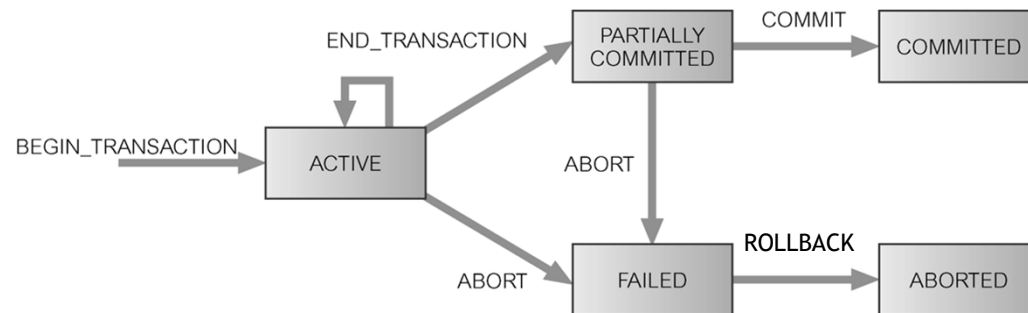 COMMIT
PARTIALLY
COMMITTED
COMMITTED
END_TRANSACTION
BEGIN_TRANSACTION
ACTIVE
ABORT
ROLLBACK
ABORT
FAILED
ABORTED